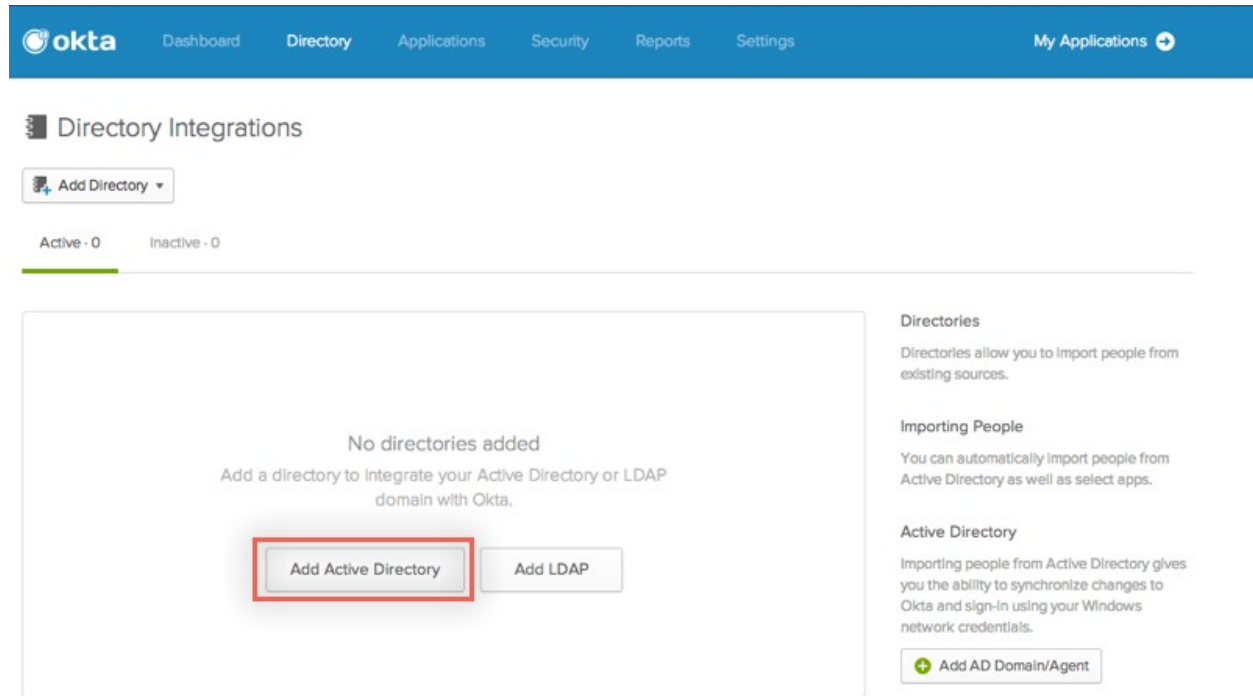 okta Dashboard Directory Applications Security Reports Settings My Applications
Directory Integrations
Add Directory
Active · 0 Inactive · 0
No directories added
Add a directory to integrate your Active Directory or LDAP
domain with Okta.
Add Active Directory Add LDAP
Directories
Directories allow you to import people from
existing sources.
Importing People
You can automatically import people from
Active Directory as well as select apps.
Active Directory
Importing people from Active Directory gives
you the ability to synchronize changes to
Okta and sign-in using your Windows
network credentials.
Add AD Domain/Agent